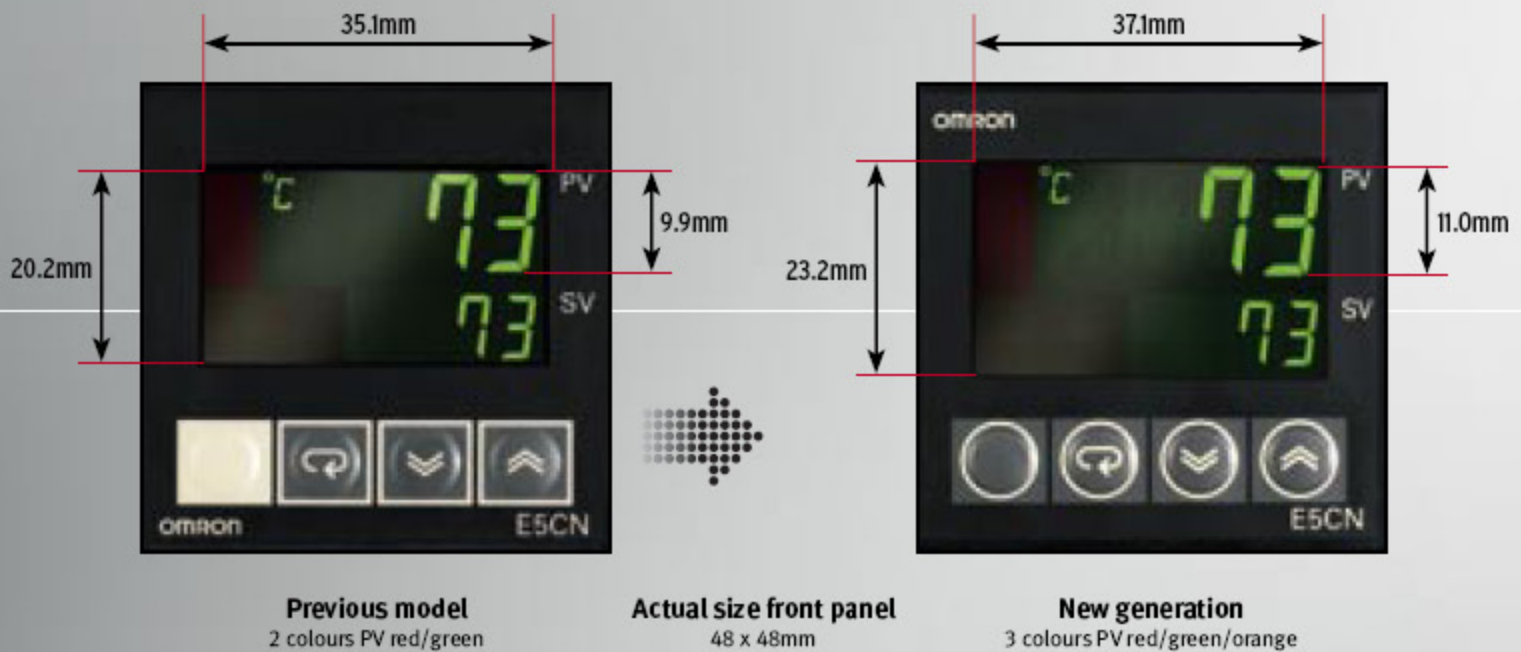 35.1mm
37.1mm
OMRON
°C 73 PV
9.9mm
20.2mm
73 SV
°C 73 PV
11.0mm
23.2mm
73 SV
OMRON E5CN
E5CN
Previous model
2 colours PV red/green
Actual size front panel
48 x 48mm
New generation
3 colours PV red/green/orange